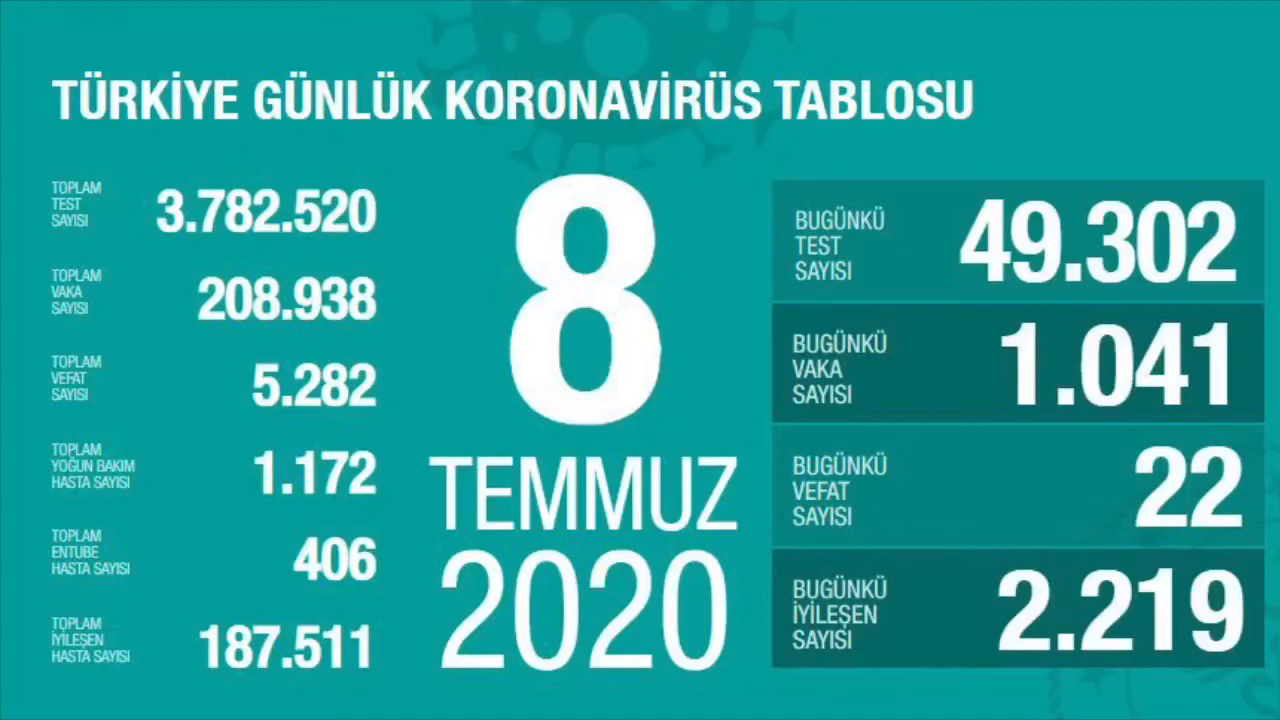 TÜRKİYE GÜNLÜK KORONAVİRÜS TABLOSU
TOPLAM
TEST
SAYISI
3.782.520
TOPLAM
VAKA
SAYISI
208.938
TOPLAM
VEFAT
SAYISI
5.282
TOPLAM
YOĞUN BAKIM
HASTA SAYISI
1.172
TOPLAM
ENTUBE
HASTA SAYISI
406
TOPLAM
İYİLEŞEN
HASTA SAYISI
187.511
8
TEMMUZ
2020
BUGÜNKÜ
TEST
SAYISI
49.302
BUGÜNKÜ
VAKA
SAYISI
1.041
BUGÜNKÜ
VEFAT
SAYISI
22
BUGÜNKÜ
İYİLEŞEN
SAYISI
2.219